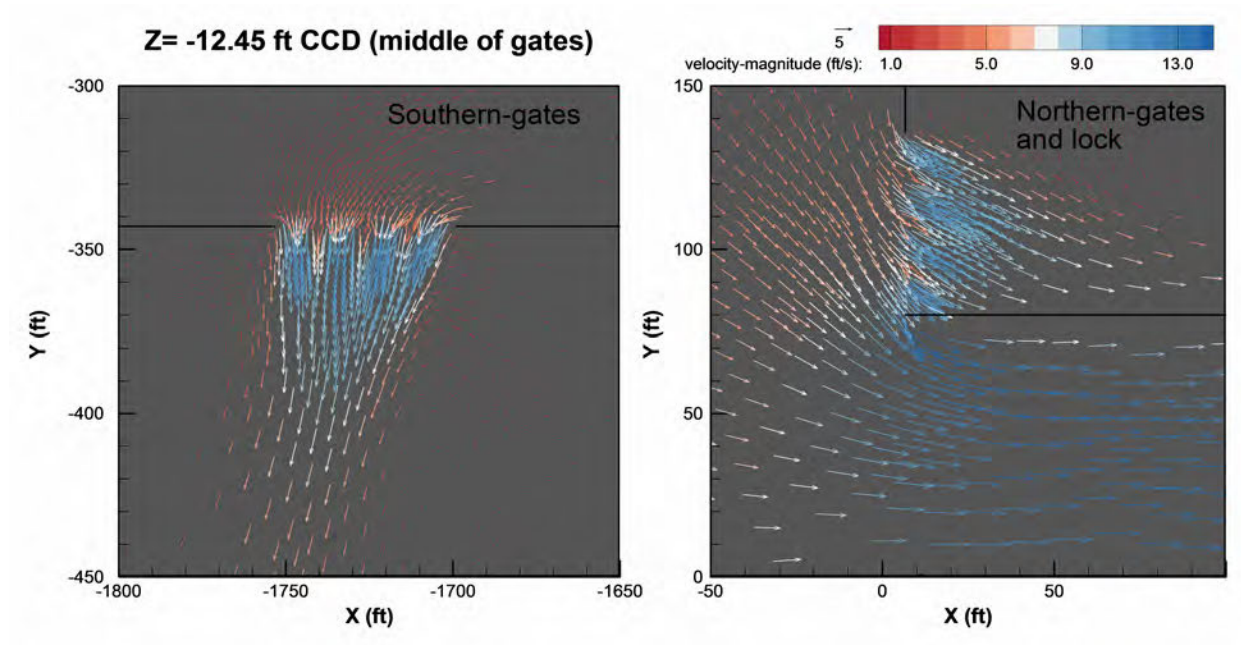 Z= -12.45 ft CCD (middle of gates)
5
velocity-magnitude (ft/s):
1.0 5.0 9.0 13.0
Southern-gates
-300
-350
-400
-450
-1800 -1750 -1700 -1650
X (ft)
Y (ft)
Northern-gates
and lock
150
100
50
0
-50 0 50
X (ft)
Y (ft)